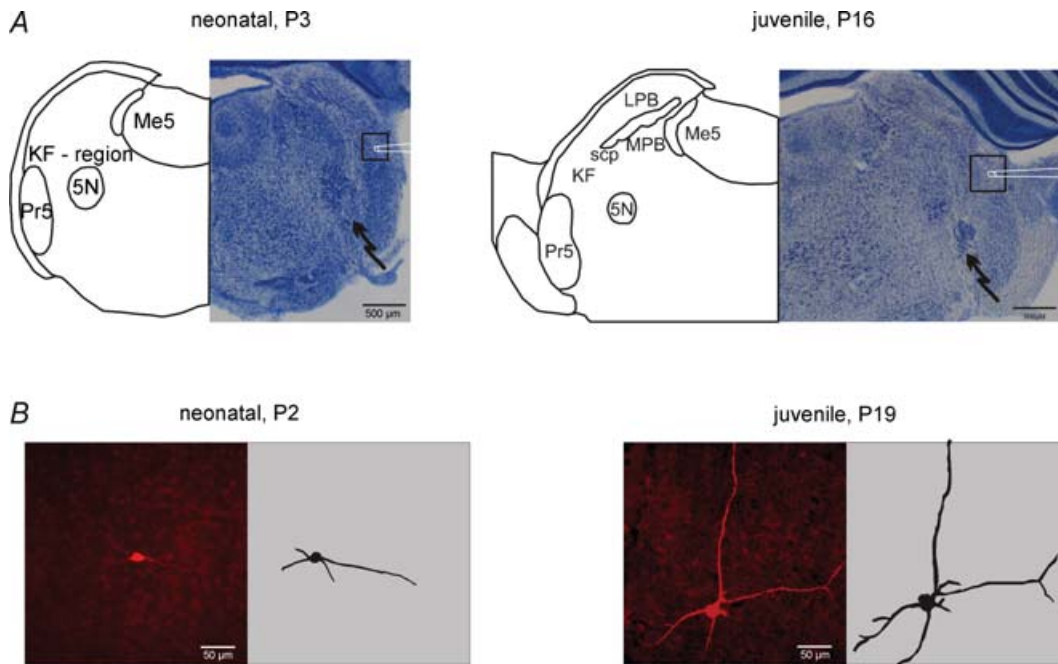 A
neonatal, P3
juvenile, P16
Me5
KF - region
5N
Pr5
500 µm
LPB
Me5
MPB
scp
KF
5N
Pr5
B
neonatal, P2
juvenile, P19
50 µm
50 µm